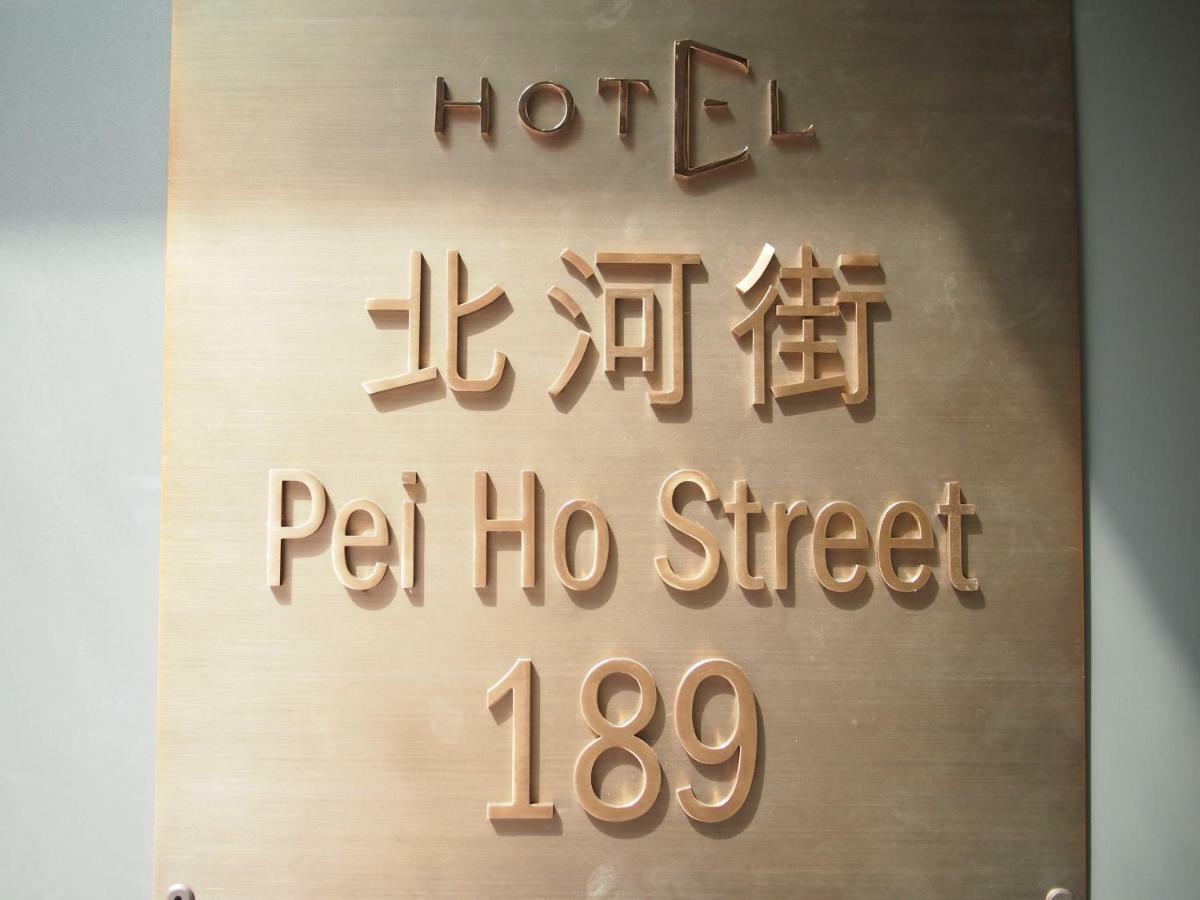 HOTEL
北河街
Pei Ho Street
189